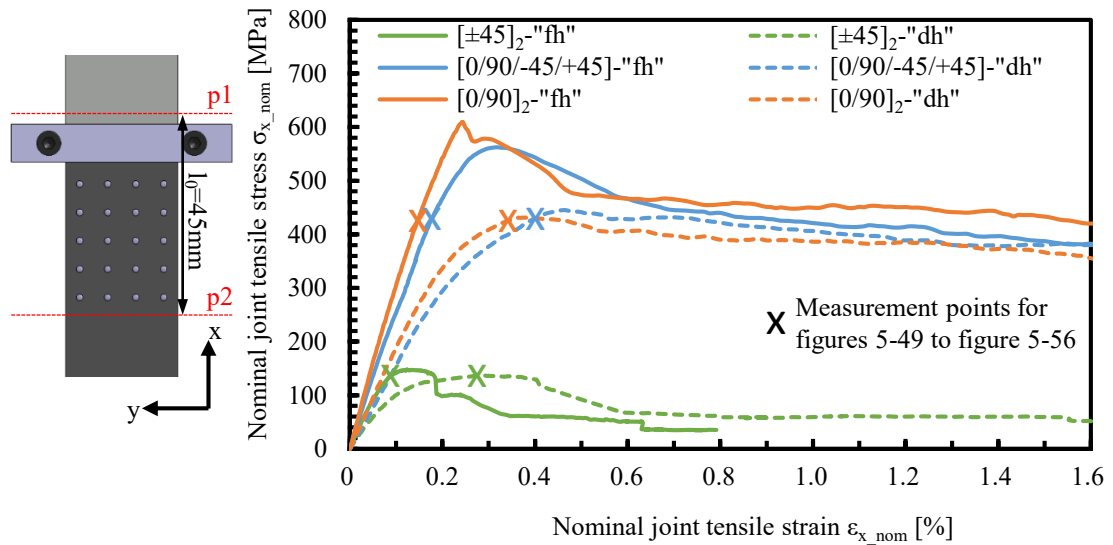 p1
l₀=45mm
p2
x
y
Nominal joint tensile stress σx_nom [MPa]
800
700
600
500
400
300
200
100
0
[±45]₂-"fh"
[0/90/-45/+45]-"fh"
[0/90]₂-"fh"
[±45]₂-"dh"
[0/90/-45/+45]-"dh"
[0/90]₂-"dh"
X Measurement points for
figures 5-49 to figure 5-56
0 0.2 0.4 0.6 0.8 1.0 1.2 1.4 1.6
Nominal joint tensile strain εx_nom [%]